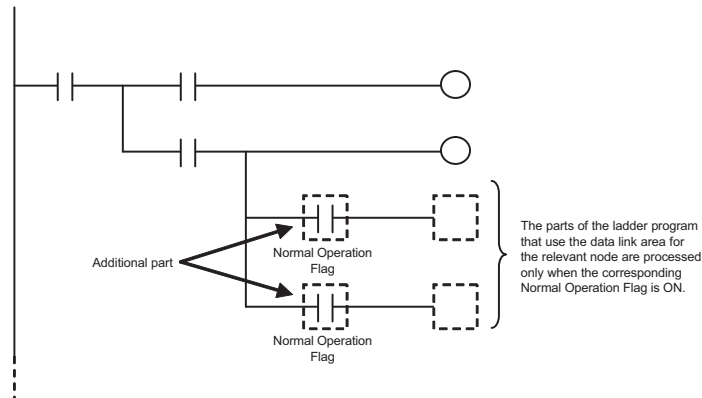 Normal Operation
Flag
Additional part
Normal Operation
Flag
The parts of the ladder program
that use the data link area for
the relevant node are processed
only when the corresponding
Normal Operation Flag is ON.